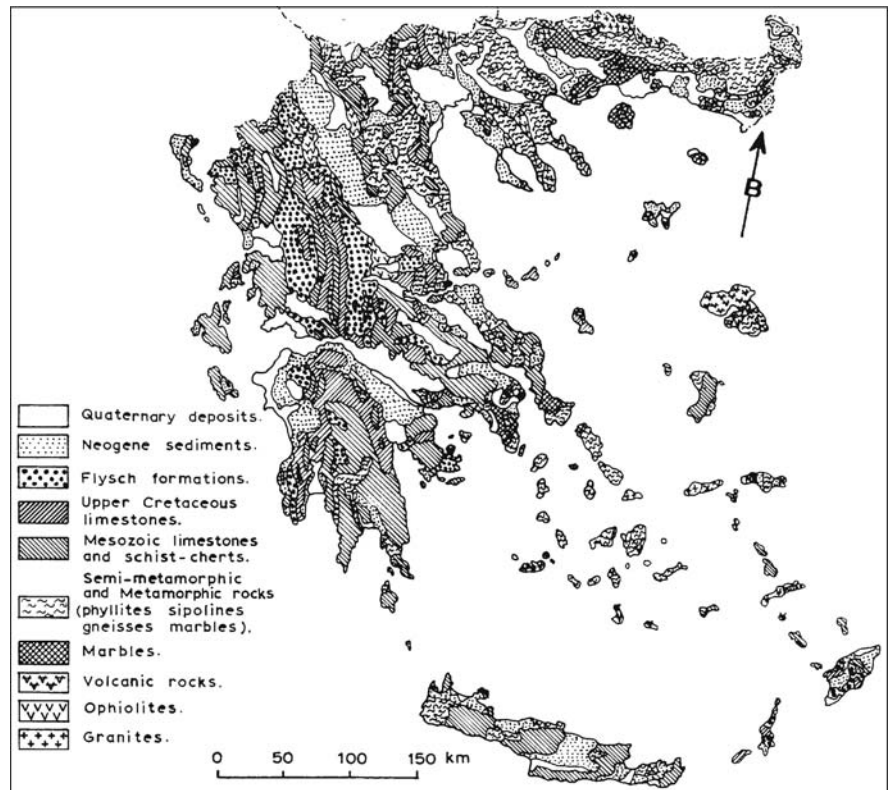 B
Quaternary deposits.
Neogene sediments.
Flysch formations.
Upper Cretaceous
limestones.
Mesozoic limestones
and schist-cherts.
Semi-metamorphic
and Metamorphic rocks
(phyllites sipolines
gneisses marbles),
Marbles.
Volcanic rocks.
Ophiolites.
Granites.
0 50 100 150 km